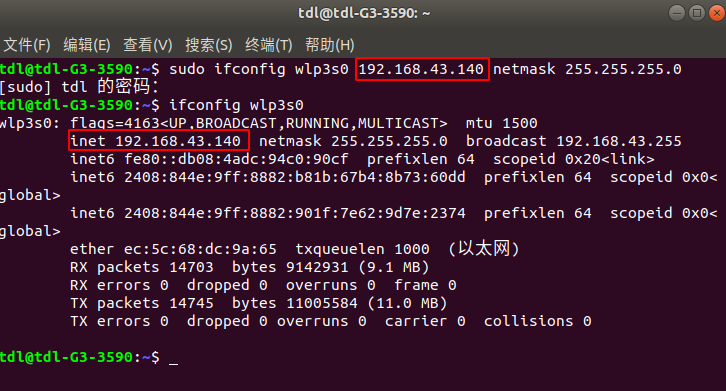 tdl@tdl-G3-3590: ~
文件(F) 编辑(E) 查看(V) 搜索(S) 终端(T) 帮助(H)
tdl@tdl-G3-3590:~$ sudo ifconfig wlp3s0 192.168.43.140 netmask 255.255.255.0
[sudo] tdl 的密码：
tdl@tdl-G3-3590:~$ ifconfig wlp3s0
wlp3s0: flags=4163<UP,BROADCAST,RUNNING,MULTICAST>  mtu 1500
inet 192.168.43.140  netmask 255.255.255.0  broadcast 192.168.43.255
inet6 fe80::db08:4adc:94c0:90cf  prefixlen 64  scopeid 0x20<link>
inet6 2408:844e:9ff:8882:b81b:67b4:8b73:60dd  prefixlen 64  scopeid 0x0<
global>
inet6 2408:844e:9ff:8882:901f:7e62:9d7e:2374  prefixlen 64  scopeid 0x0<
global>
ether ec:5c:68:dc:9a:65  txqueuelen 1000  (以太网)
RX packets 14703  bytes 9142931 (9.1 MB)
RX errors 0  dropped 0  overruns 0  frame 0
TX packets 14745  bytes 11005584 (11.0 MB)
TX errors 0  dropped 0 overruns 0  carrier 0  collisions 0
tdl@tdl-G3-3590:~$ _